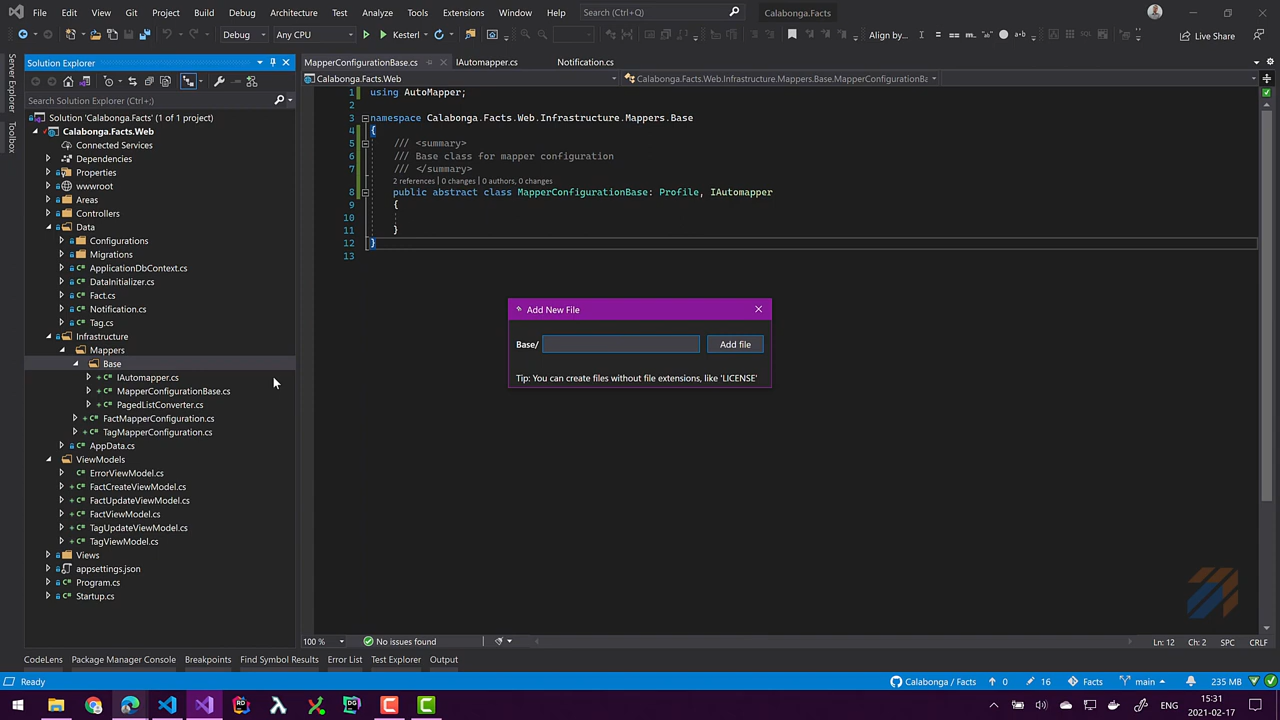 File Edit View Git Project Build Debug Architecture Test Analyze Tools Extensions Window Help Search (Ctrl+Q) Calabonga.Facts
Debug Any CPU Kestrel Align by... Live Share
Server Explorer
Toolbox
Solution Explorer
Search Solution Explorer (Ctrl+;)
Solution 'Calabonga.Facts' (1 of 1 project)
Calabonga.Facts.Web
Connected Services
Dependencies
Properties
wwwroot
Areas
Controllers
Data
Configurations
Migrations
ApplicationDbContext.cs
DataInitializer.cs
Fact.cs
Notification.cs
Tag.cs
Infrastructure
Mappers
Base
IAutomapper.cs
MapperConfigurationBase.cs
PagedListConverter.cs
FactMapperConfiguration.cs
TagMapperConfiguration.cs
AppData.cs
ViewModels
ErrorViewModel.cs
FactCreateViewModel.cs
FactUpdateViewModel.cs
FactViewModel.cs
TagUpdateViewModel.cs
TagViewModel.cs
Views
appsettings.json
Program.cs
Startup.cs
MapperConfigurationBase.cs IAutomapper.cs Notification.cs
Calabonga.Facts.Web Calabonga.Facts.Web.Infrastructure.Mappers.Base.MapperConfigurationBa
1 using AutoMapper;
2
3 namespace Calabonga.Facts.Web.Infrastructure.Mappers.Base
4 {
5 /// <summary>
6 /// Base class for mapper configuration
7 /// </summary>
2 references | 0 changes | 0 authors, 0 changes
8 public abstract class MapperConfigurationBase: Profile, IAutomapper
9 {
10
11 }
12 }
13
Add New File
Base/ Add file
Tip: You can create files without file extensions, like 'LICENSE'
100 % No issues found Ln: 12 Ch: 2 SPC CRLF
CodeLens Package Manager Console Breakpoints Find Symbol Results Error List Test Explorer Output
Ready Calabonga / Facts 0 16 Facts main 235 MB
ENG 15:31
2021-02-17